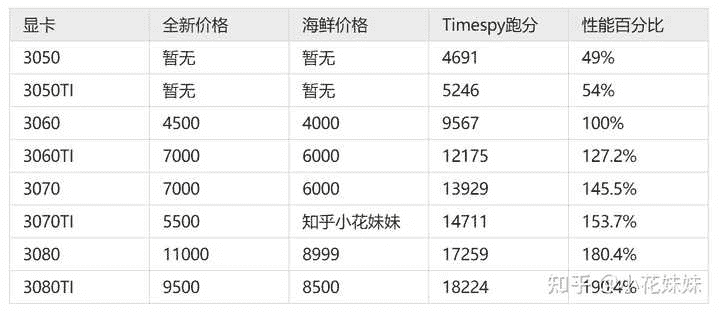 显卡 全新价格 海鲜价格 Timespy跑分 性能百分比
3050 暂无 暂无 4691 49%
3050TI 暂无 暂无 5246 54%
3060 4500 4000 9567 100%
3060TI 7000 6000 12175 127.2%
3070 7000 6000 13929 145.5%
3070TI 5500 知乎小花妹妹 14711 153.7%
3080 11000 8999 17259 180.4%
3080TI 9500 8500 18224 190.4%
知乎 @小花妹妹